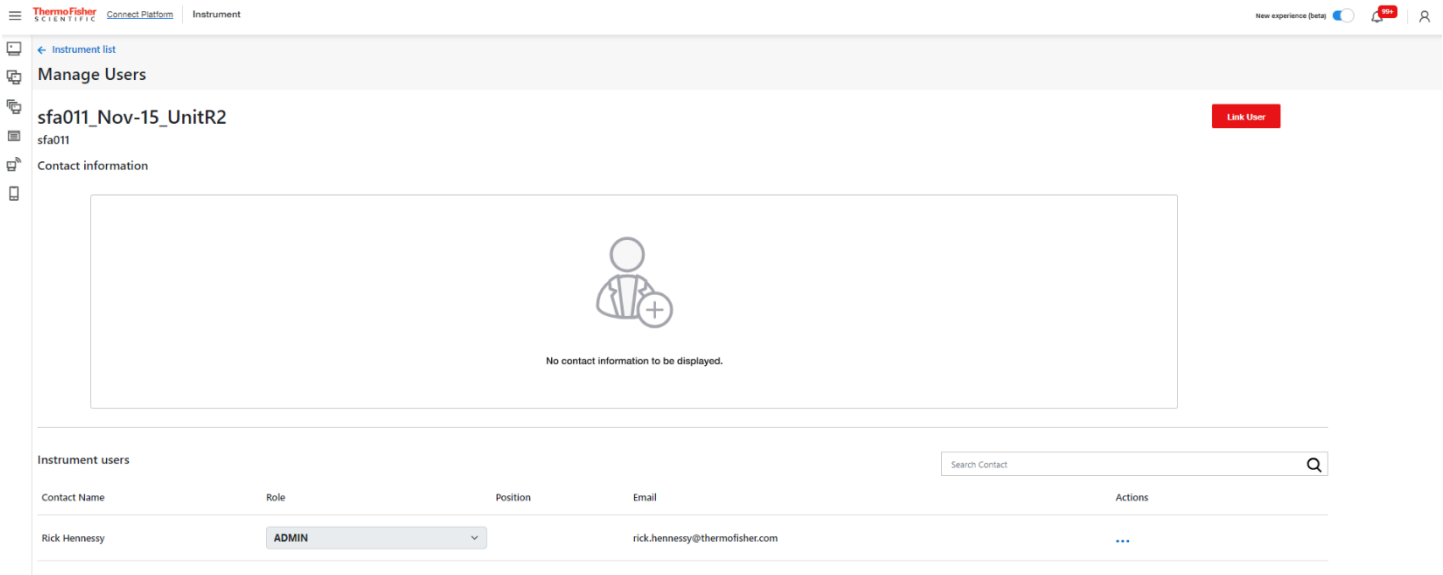 ThermoFisher
SCIENTIFIC
Connect Platform
Instrument
New experience (beta)
99+
Instrument list
Manage Users
sfa011_Nov-15_UnitR2
Link User
sfa011
Contact information
No contact information to be displayed.
Instrument users
Search Contact
Contact Name Role Position Email Actions
Rick Hennessy ADMIN rick.hennessy@thermofisher.com